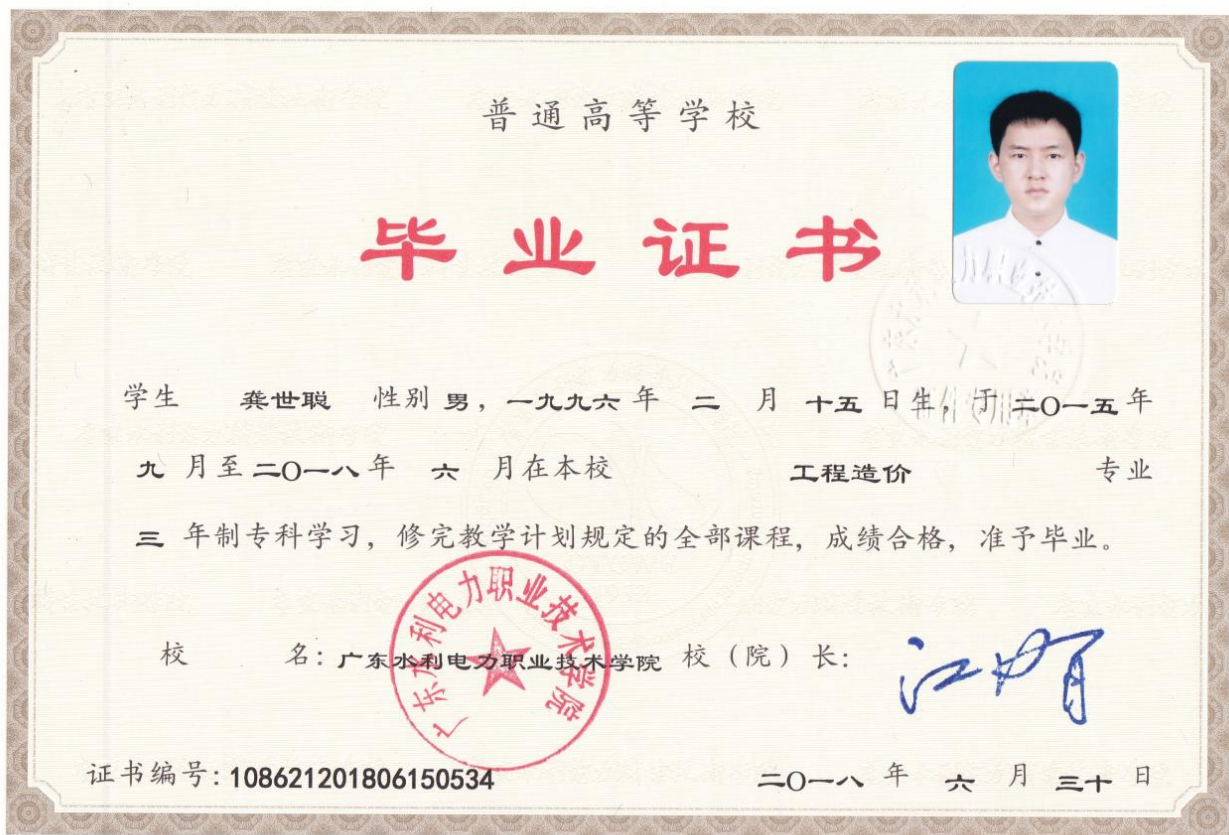 普通高等学校
毕业证书
学生 龚世聪 性别 男，一九九六 年 二 月 十五 日生，于 二〇一五 年
九 月至 二〇一八 年 六 月在本校 工程造价 专业
三 年制专科学习，修完教学计划规定的全部课程，成绩合格，准予毕业。
校 名：广东水利电力职业技术学院 校（院）长：
广东水利电力职业技术学院
证书编号：108621201806150534 二〇一八 年 六 月 三十 日